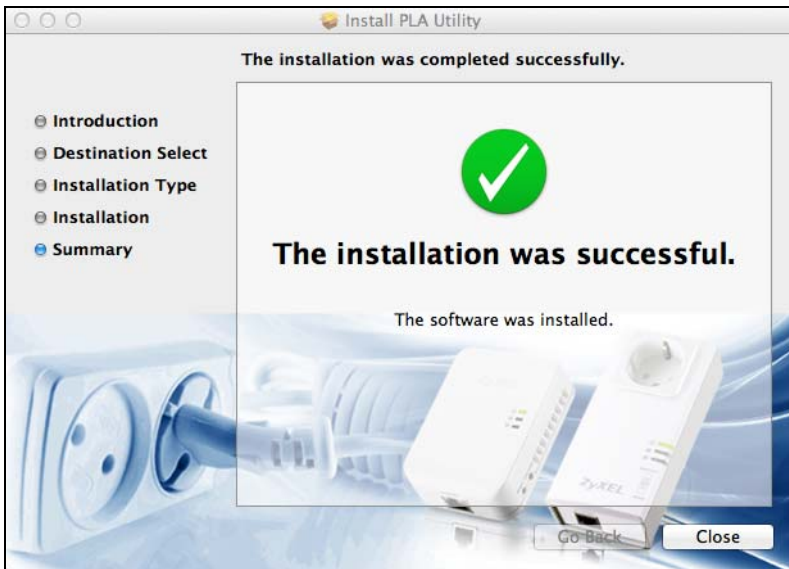 Install PLA Utility
The installation was completed successfully.
Introduction
Destination Select
Installation Type
Installation
Summary
The installation was successful.
The software was installed.
ZyXEL
Go Back
Close